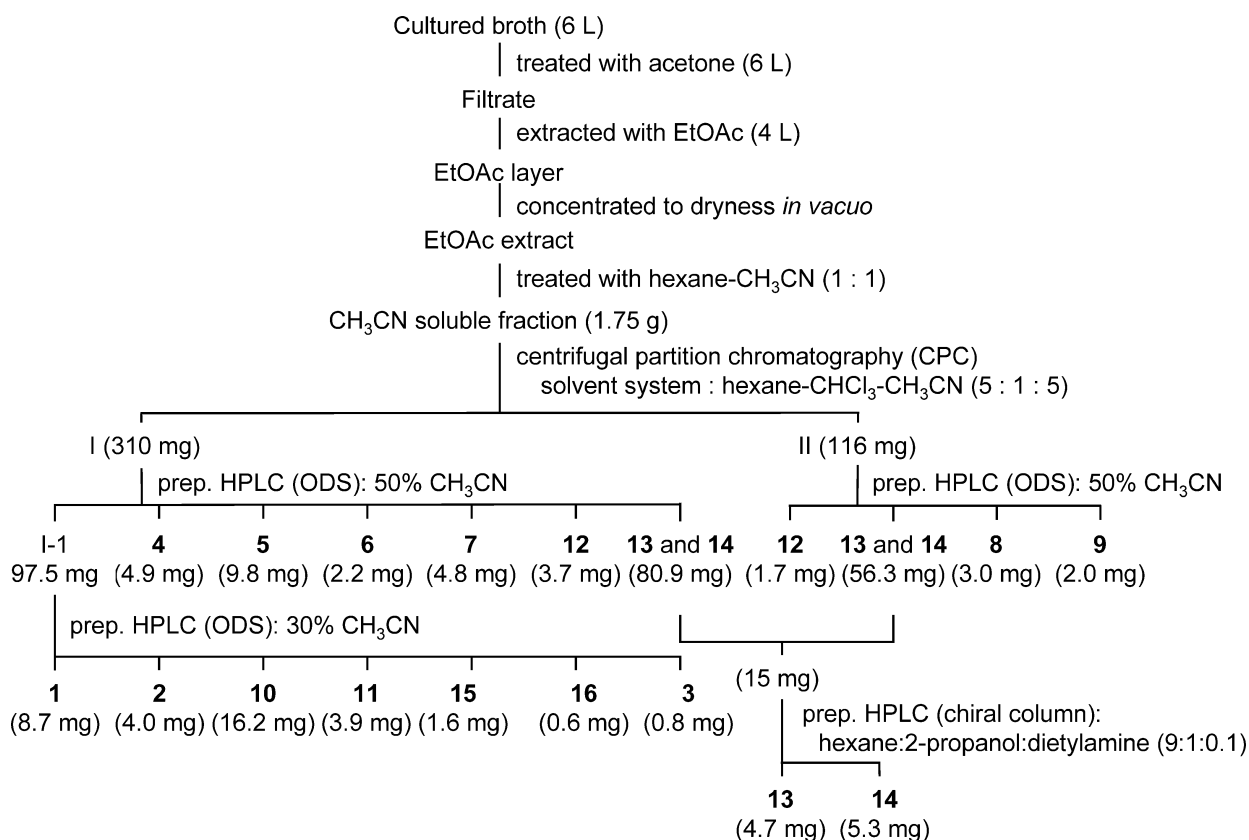 Cultured broth (6 L)
treated with acetone (6 L)
Filtrate
extracted with EtOAc (4 L)
EtOAc layer
concentrated to dryness in vacuo
EtOAc extract
treated with hexane-CH₃CN (1 : 1)
CH₃CN soluble fraction (1.75 g)
centrifugal partition chromatography (CPC)
solvent system : hexane-CHCl₃-CH₃CN (5 : 1 : 5)
I (310 mg) II (116 mg)
prep. HPLC (ODS): 50% CH₃CN prep. HPLC (ODS): 50% CH₃CN
I-1 4 5 6 7 12 13 and 14 12 13 and 14 8 9
97.5 mg (4.9 mg) (9.8 mg) (2.2 mg) (4.8 mg) (3.7 mg) (80.9 mg) (1.7 mg) (56.3 mg) (3.0 mg) (2.0 mg)
prep. HPLC (ODS): 30% CH₃CN
1 2 10 11 15 16 3
(8.7 mg) (4.0 mg) (16.2 mg) (3.9 mg) (1.6 mg) (0.6 mg) (0.8 mg)
(15 mg)
prep. HPLC (chiral column):
hexane:2-propanol:dietylamine (9:1:0.1)
13 14
(4.7 mg) (5.3 mg)